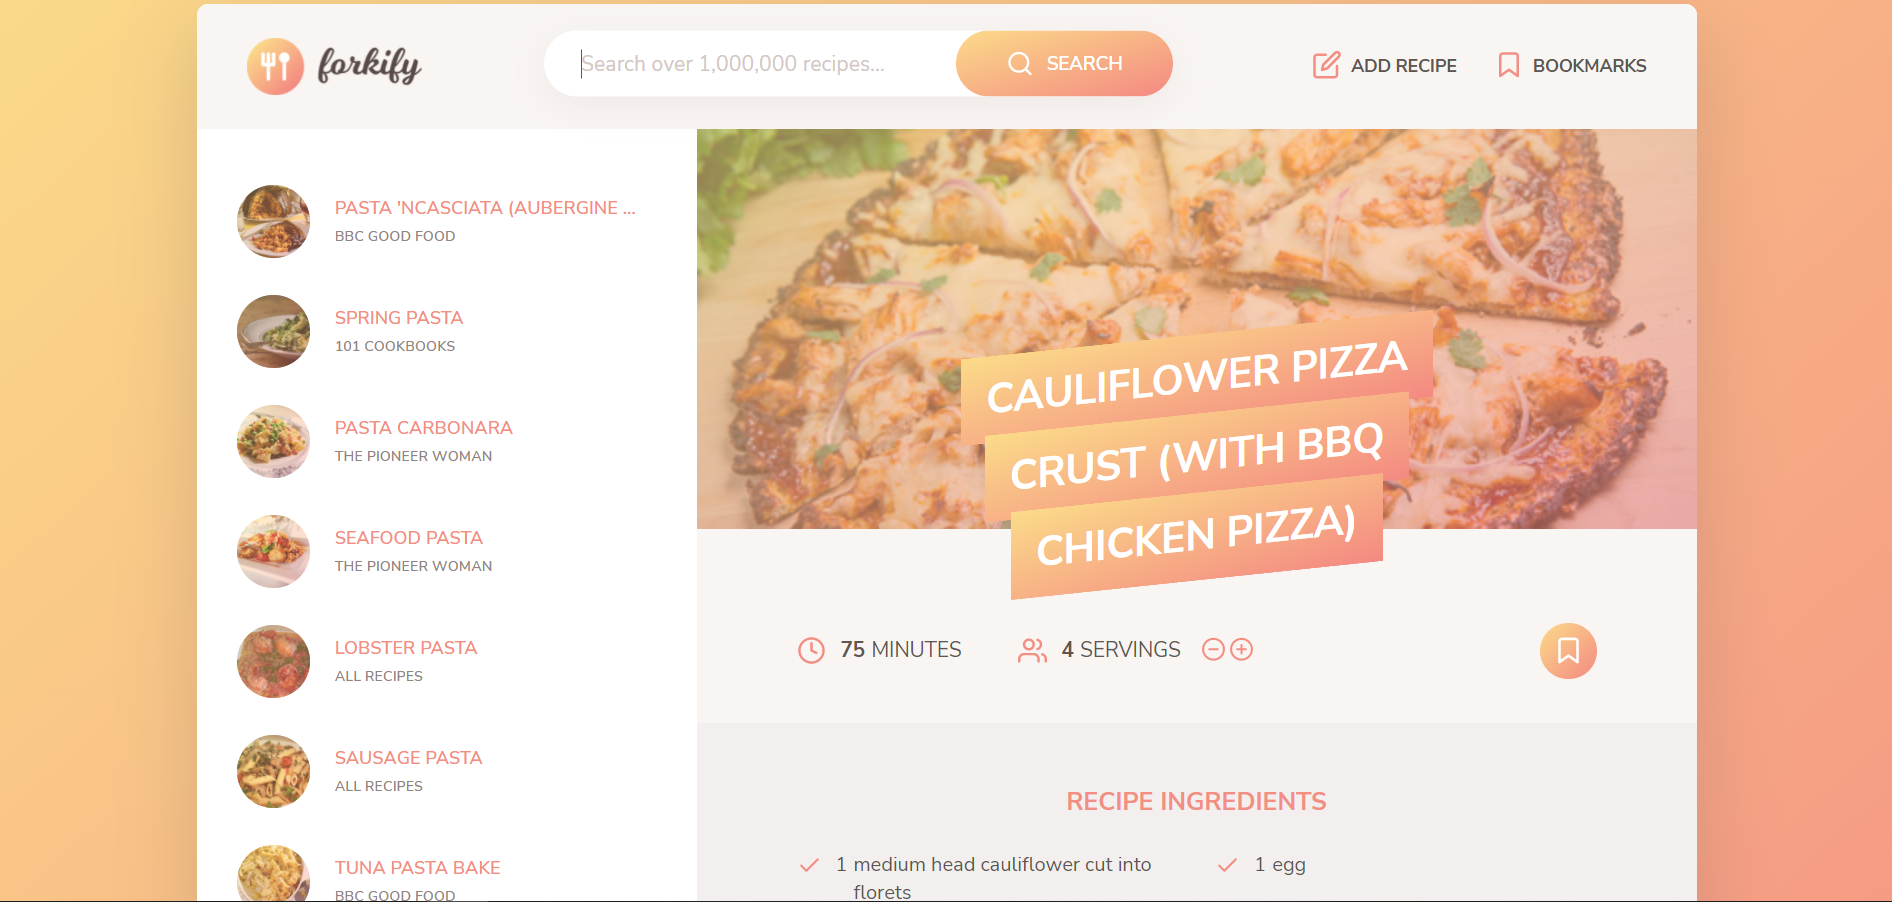 forkify
Search over 1,000,000 recipes...
SEARCH
ADD RECIPE
BOOKMARKS
PASTA 'NCASCIATA (AUBERGINE ...
BBC GOOD FOOD
SPRING PASTA
101 COOKBOOKS
PASTA CARBONARA
THE PIONEER WOMAN
SEAFOOD PASTA
THE PIONEER WOMAN
LOBSTER PASTA
ALL RECIPES
SAUSAGE PASTA
ALL RECIPES
TUNA PASTA BAKE
BBC GOOD FOOD
CAULIFLOWER PIZZA
CRUST (WITH BBQ
CHICKEN PIZZA)
75 MINUTES
4 SERVINGS
RECIPE INGREDIENTS
1 medium head cauliflower cut into
florets
1 egg